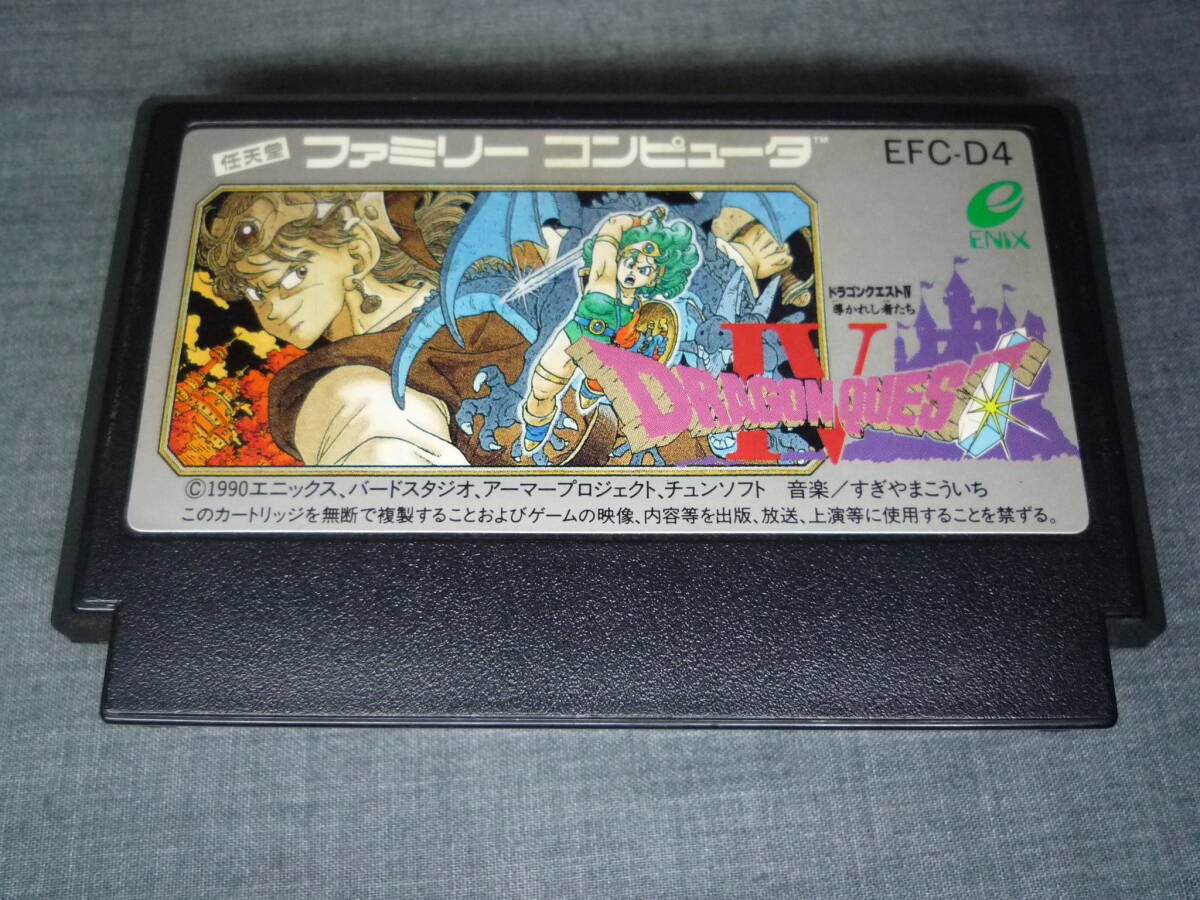 任天堂 ファミリー コンピュータ™ EFC-D4
ENIX
ドラゴンクエストIV
導かれし者たち
IV
DRAGON QUEST
©1990エニックス、バードスタジオ、アーマープロジェクト、チュンソフト 音楽/すぎやまこういち
このカートリッジを無断で複製することおよびゲームの映像、内容等を出版、放送、上演等に使用することを禁ずる。